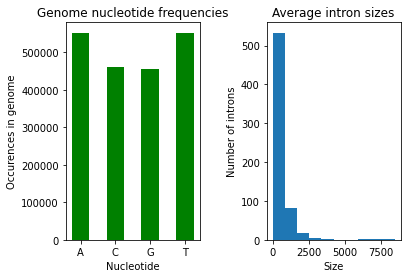 Genome nucleotide frequencies
Occurences in genome
500000
400000
300000
200000
100000
0
A C G T
Nucleotide
Average intron sizes
Number of introns
500
400
300
200
100
0
0 2500 5000 7500
Size